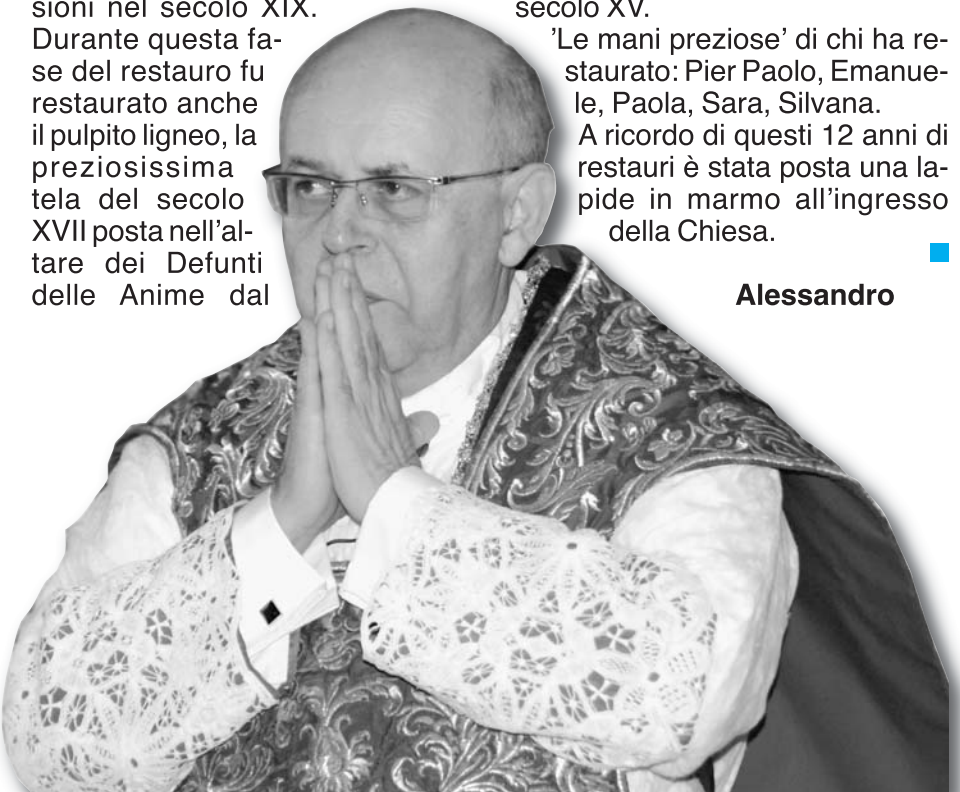 sioni nel secolo XIX.
Durante questa fa-
se del restauro fu
restaurato anche
il pulpito ligneo, la
preziosissima
tela del secolo
XVII posta nell'al-
tare dei Defunti
delle Anime dal
secolo XV.
'Le mani preziose' di chi ha re-
staurato: Pier Paolo, Emanue-
le, Paola, Sara, Silvana.
A ricordo di questi 12 anni di
restauri è stata posta una la-
pide in marmo all'ingresso
della Chiesa.
Alessandro